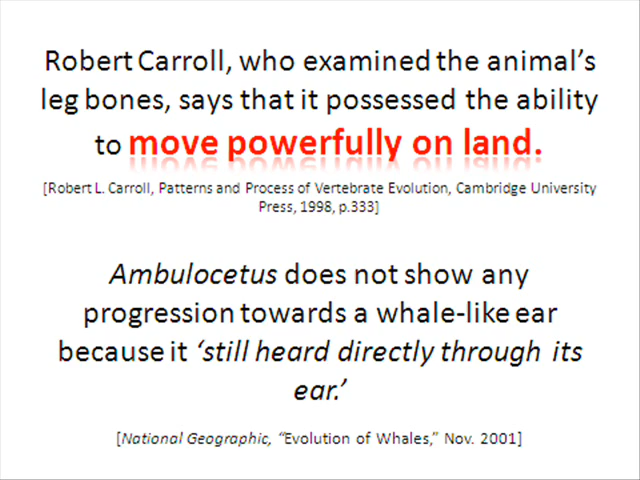 Robert Carroll, who examined the animal’s
leg bones, says that it possessed the ability
to move powerfully on land.
[Robert L. Carroll, Patterns and Process of Vertebrate Evolution, Cambridge University
Press, 1998, p.333]
Ambulocetus does not show any
progression towards a whale-like ear
because it ‘still heard directly through its
ear.’
[National Geographic, “Evolution of Whales,” Nov. 2001]